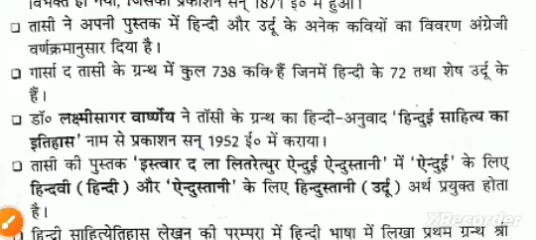 विभक्त हो गया, जिसका प्रकाशन सन् 1871 ई० में हुआ।
□ तासी ने अपनी पुस्तक में हिन्दी और उर्दू के अनेक कवियों का विवरण अंग्रेजी
वर्णक्रमानुसार दिया है।
□ गार्सा द तासी के ग्रन्थ में कुल 738 कवि हैं जिनमें हिन्दी के 72 तथा शेष उर्दू के
हैं।
□ डॉ० लक्ष्मीसागर वार्ष्णेय ने तॉसी के ग्रन्थ का हिन्दी-अनुवाद 'हिन्दुई साहित्य का
इतिहास' नाम से प्रकाशन सन् 1952 ई० में कराया।
□ तासी की पुस्तक 'इस्त्वार द ला लितरेत्युर ऐन्दुई ऐन्दुस्तानी' में 'ऐन्दुई' के लिए
हिन्दवी (हिन्दी) और 'ऐन्दुस्तानी' के लिए हिन्दुस्तानी (उर्दू) अर्थ प्रयुक्त होता
है।
XRecorder
□ हिन्दी साहित्येतिहास लेखन की परम्परा में हिन्दी भाषा में लिखा प्रथम ग्रन्थ श्री